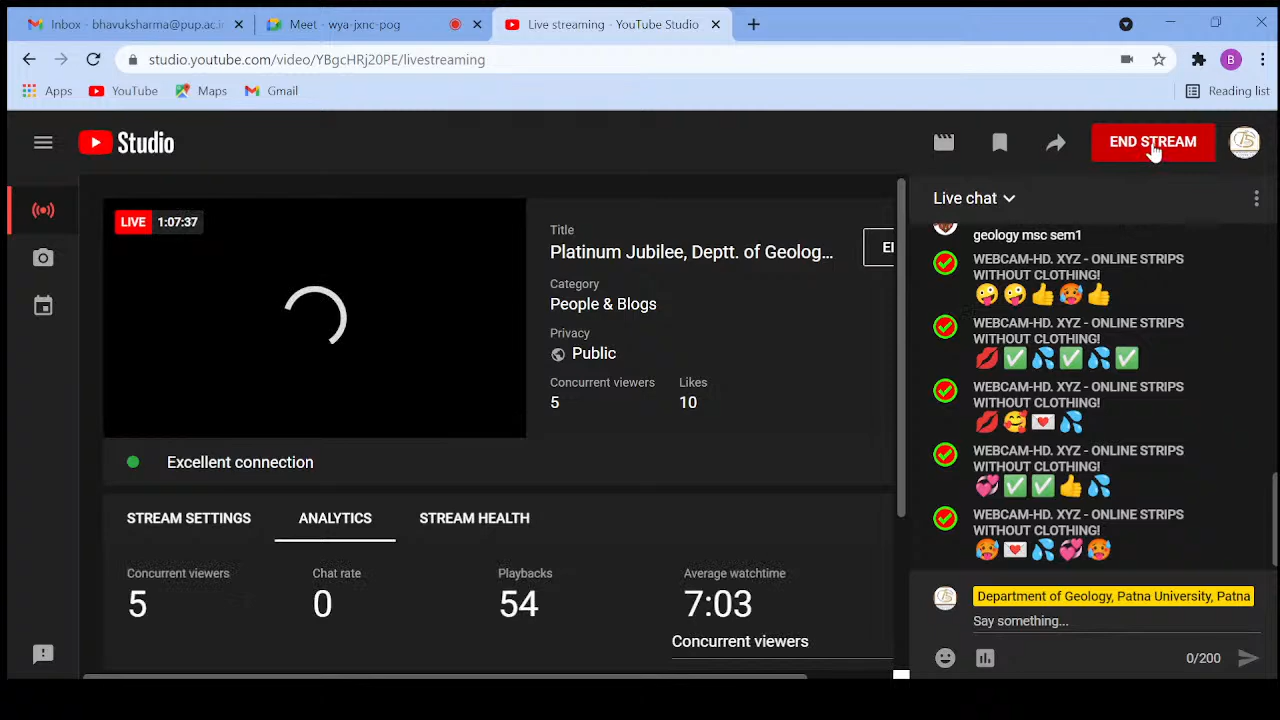 Inbox - bhavuksharma@pup.ac.i
Meet - wya-jxnc-pog
Live streaming - YouTube Studio
studio.youtube.com/video/YBgcHRj20PE/livestreaming
B
Apps
YouTube
Maps
Gmail
Reading list
Studio
END STREAM
LIVE 1:07:37
Title
Platinum Jubilee, Deptt. of Geolog...
Category
People & Blogs
Privacy
Public
Concurrent viewers
5
Likes
10
Excellent connection
STREAM SETTINGS
ANALYTICS
STREAM HEALTH
Concurrent viewers
5
Chat rate
0
Playbacks
54
Average watchtime
7:03
Concurrent viewers
Live chat
geology msc sem1
WEBCAM-HD. XYZ - ONLINE STRIPS
WITHOUT CLOTHING!
WEBCAM-HD. XYZ - ONLINE STRIPS
WITHOUT CLOTHING!
WEBCAM-HD. XYZ - ONLINE STRIPS
WITHOUT CLOTHING!
WEBCAM-HD. XYZ - ONLINE STRIPS
WITHOUT CLOTHING!
WEBCAM-HD. XYZ - ONLINE STRIPS
WITHOUT CLOTHING!
Department of Geology, Patna University, Patna
Say something...
0/200